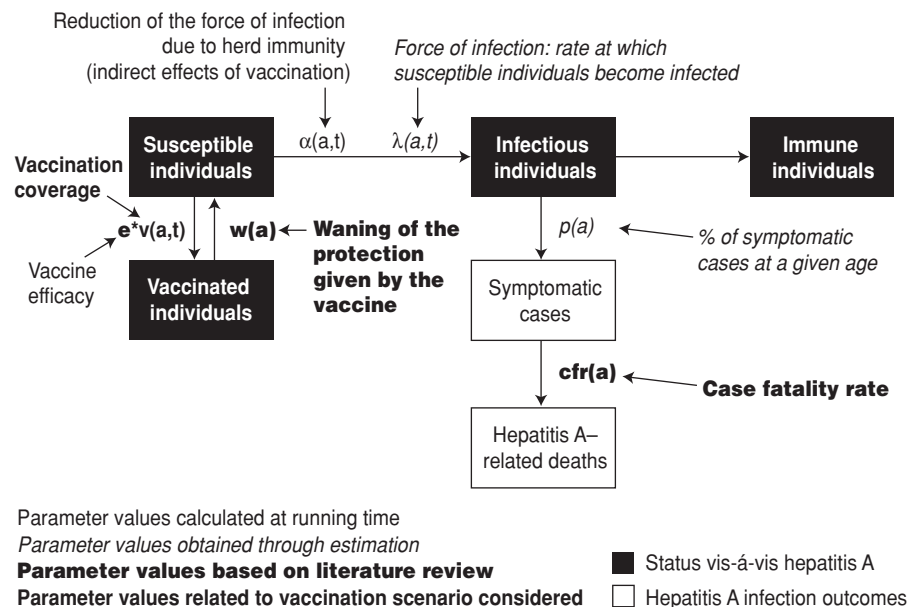 Reduction of the force of infection
due to herd immunity
(indirect effects of vaccination)
Force of infection: rate at which
susceptible individuals become infected
Susceptible
individuals
α(a,t)
λ(a,t)
Infectious
individuals
Immune
individuals
Vaccination
coverage
e*v(a,t)
w(a)
Waning of the
protection
given by the
vaccine
Vaccine
efficacy
Vaccinated
individuals
p(a)
% of symptomatic
cases at a given age
Symptomatic
cases
cfr(a)
Case fatality rate
Hepatitis A–
related deaths
Parameter values calculated at running time
Parameter values obtained through estimation
Parameter values based on literature review
Parameter values related to vaccination scenario considered
Status vis-á-vis hepatitis A
Hepatitis A infection outcomes